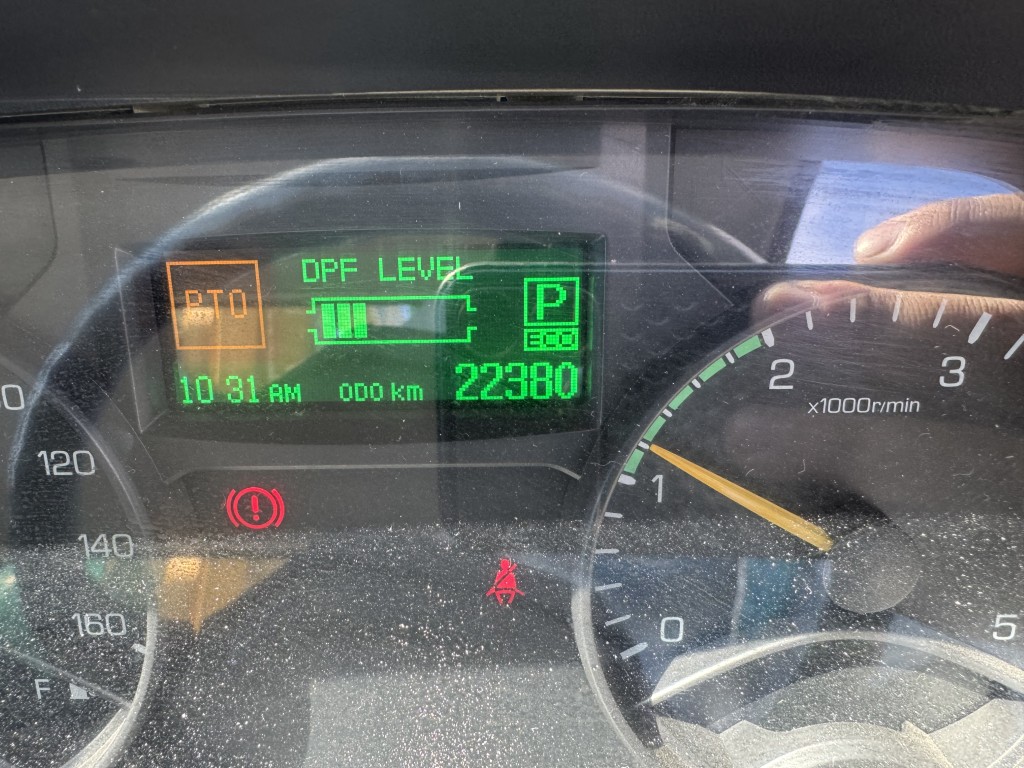 DPF LEVEL
PTO
P
ECO
10 31 AM ODO km 22380
120
140
160
F
0
1
2
3
5
x1000r/min